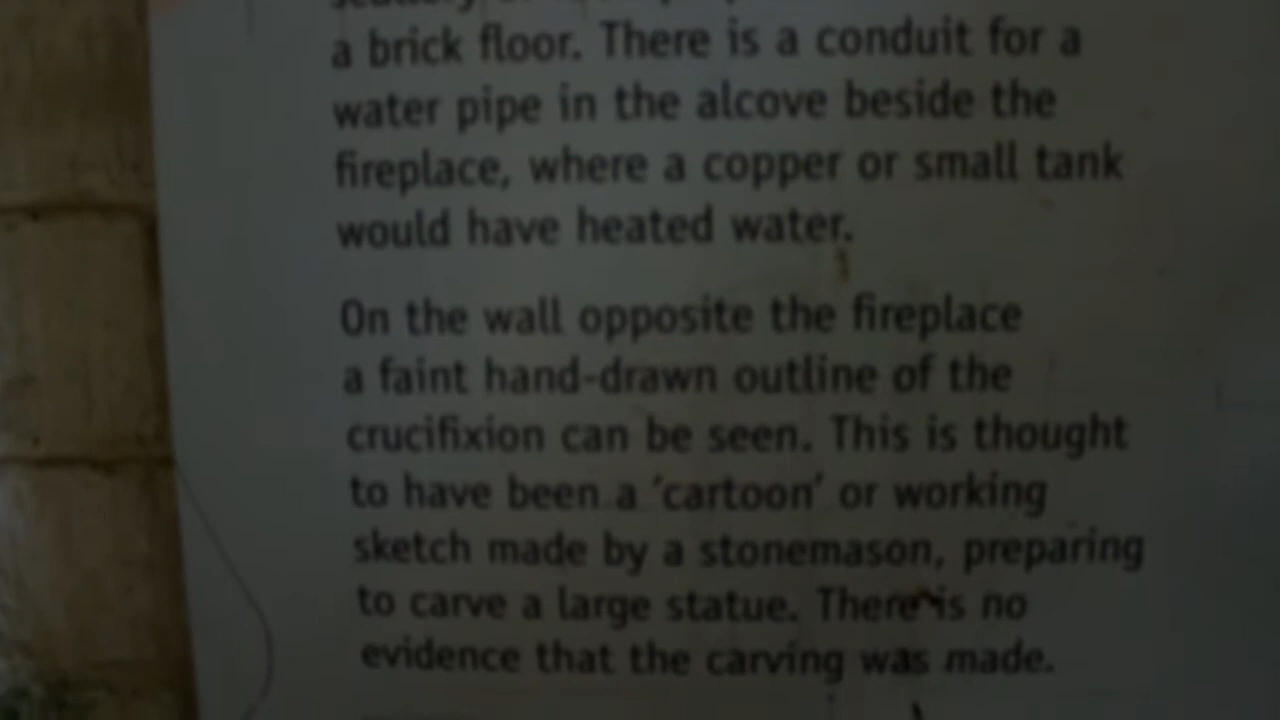 a brick floor. There is a conduit for a
water pipe in the alcove beside the
fireplace, where a copper or small tank
would have heated water.
On the wall opposite the fireplace
a faint hand-drawn outline of the
crucifixion can be seen. This is thought
to have been a 'cartoon' or working
sketch made by a stonemason, preparing
to carve a large statue. There is no
evidence that the carving was made.